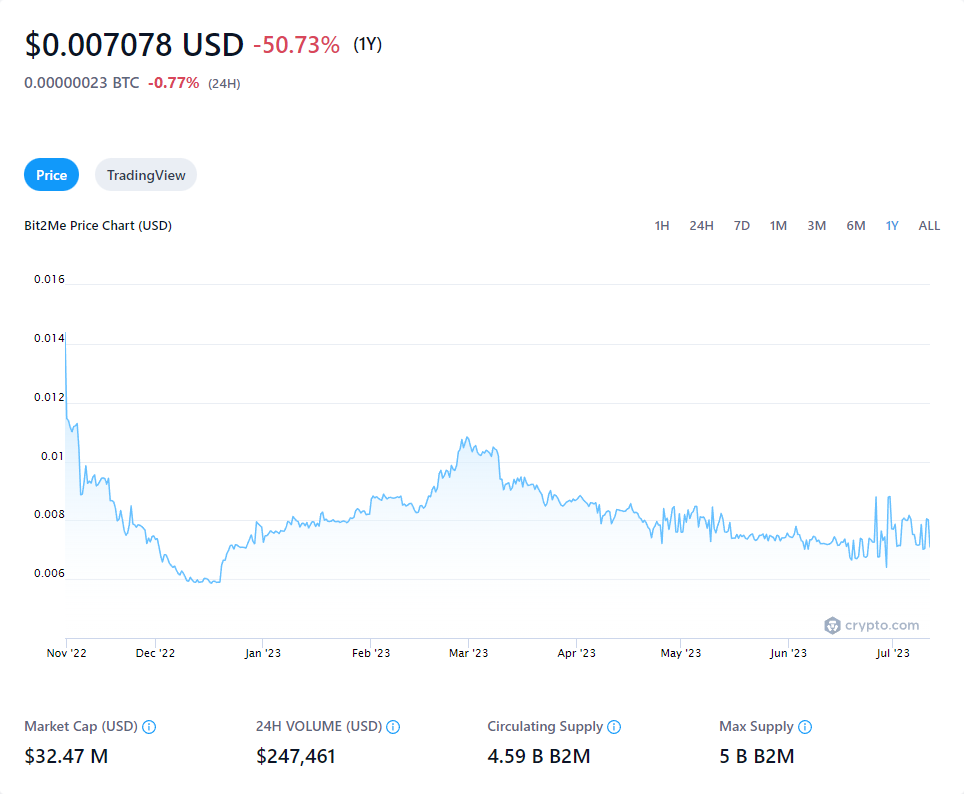 $0.007078 USD -50.73% (1Y)
0.00000023 BTC -0.77% (24H)
Price TradingView
Bit2Me Price Chart (USD) 1H 24H 7D 1M 3M 6M 1Y ALL
0.016
0.014
0.012
0.01
0.008
0.006
crypto.com
Nov '22 Dec '22 Jan '23 Feb '23 Mar '23 Apr '23 May '23 Jun '23 Jul '23
Market Cap (USD) 24H VOLUME (USD) Circulating Supply Max Supply
$32.47 M $247,461 4.59 B B2M 5 B B2M